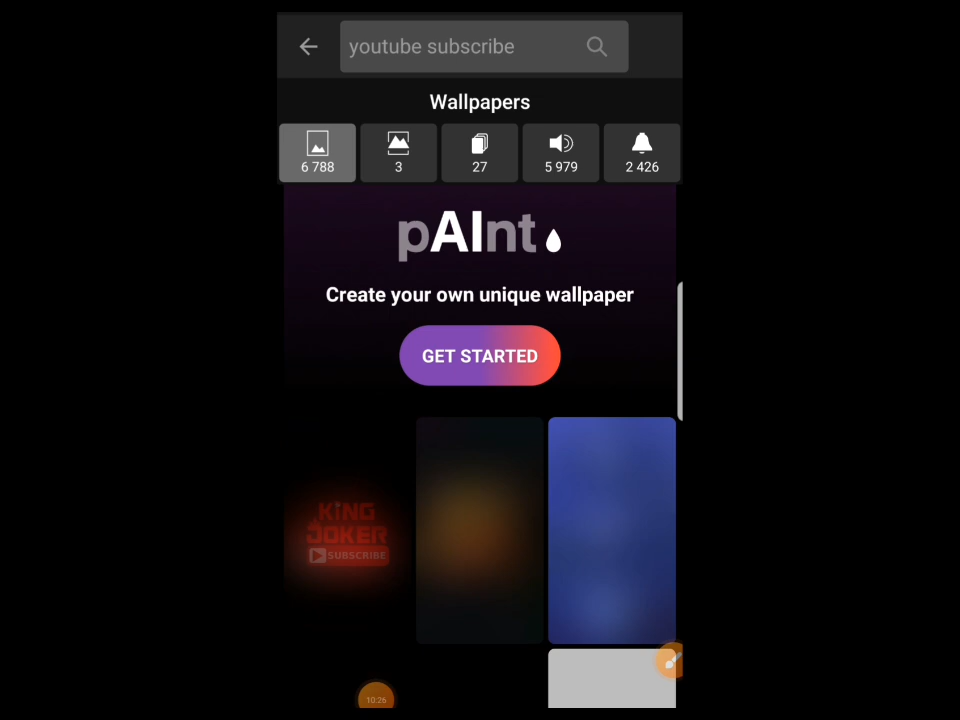 youtube subscribe
Wallpapers
6 788
3
27
5 979
2 426
pAInt
Create your own unique wallpaper
GET STARTED
KING
JOKER
SUBSCRIBE
10:26